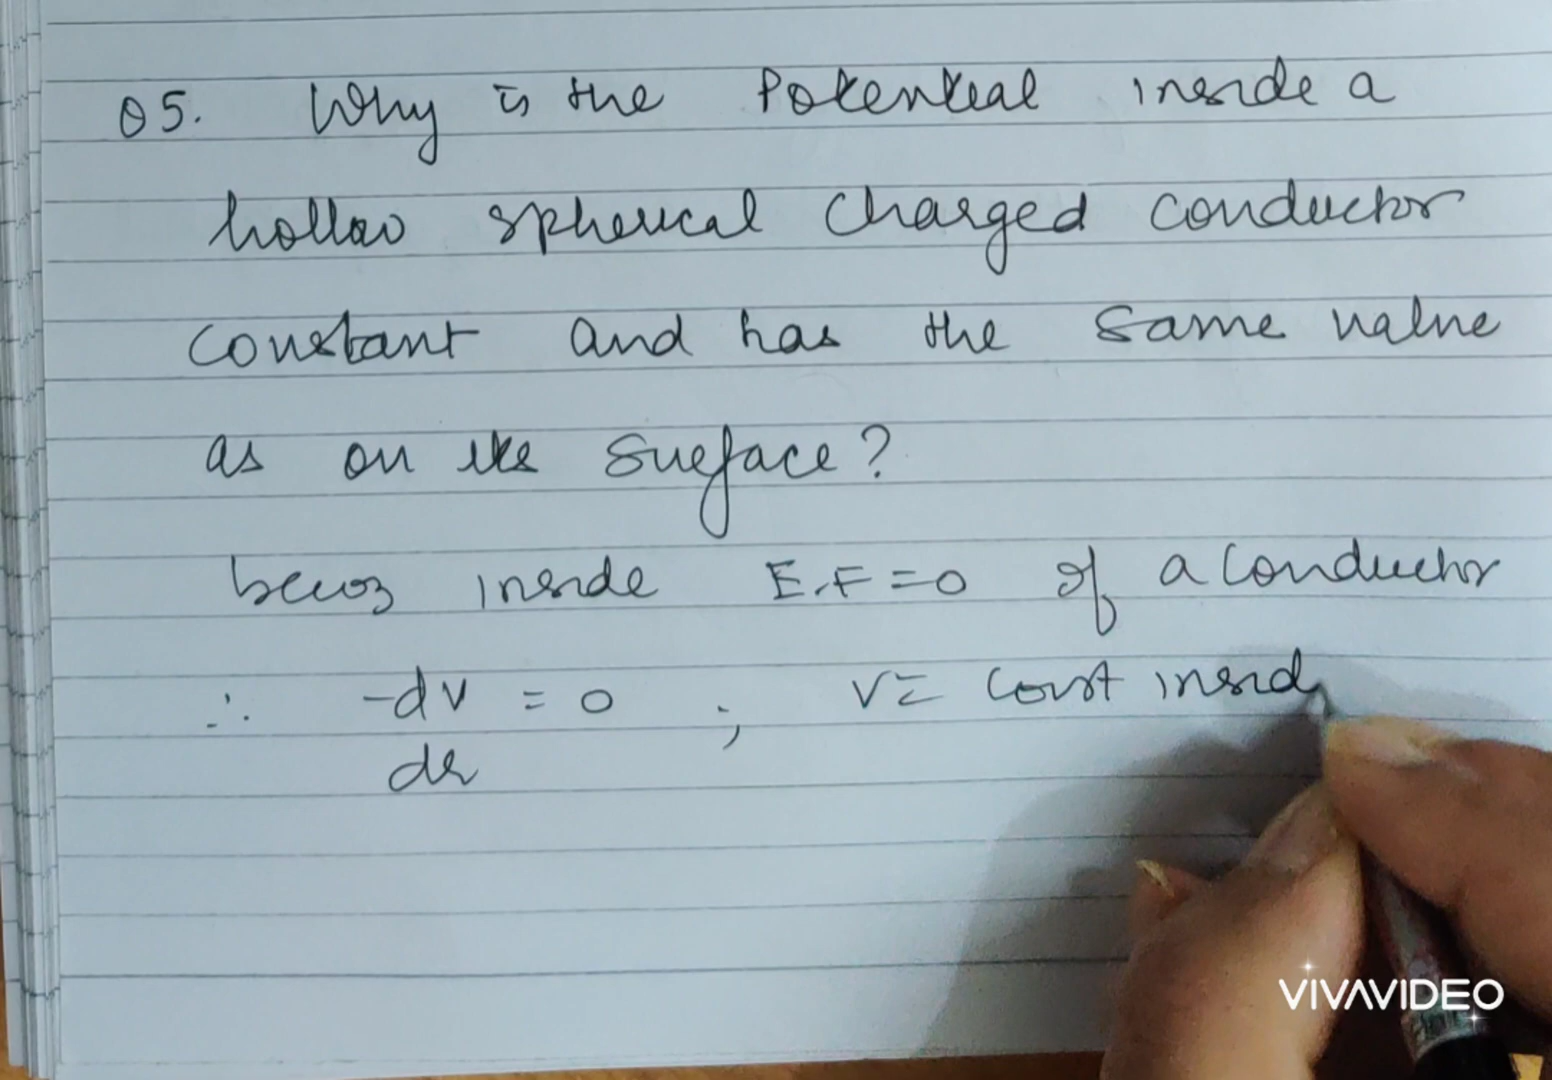 Q5. Why is the Potential inside a
hollow spherical charged conductor
constant and has the same value
as on its surface?
becoz inside E.F = 0 of a conductor
∴ -dv/dr = 0 ; V = const insid
VIVAVIDEO